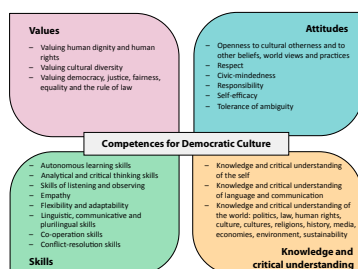 Values
– Valuing human dignity and human
rights
– Valuing cultural diversity
– Valuing democracy, justice, fairness,
equality and the rule of law
Attitudes
– Openness to cultural otherness and to
other beliefs, world views and practices
– Respect
– Civic-mindedness
– Responsibility
– Self-efficacy
– Tolerance of ambiguity
Competences for Democratic Culture
– Autonomous learning skills
– Analytical and critical thinking skills
– Skills of listening and observing
– Empathy
– Flexibility and adaptability
– Linguistic, communicative and
plurilingual skills
– Co-operation skills
– Conflict-resolution skills
Skills
– Knowledge and critical understanding
of the self
– Knowledge and critical understanding
of language and communication
– Knowledge and critical understanding of
the world: politics, law, human rights,
culture, cultures, religions, history, media,
economies, environment, sustainability
Knowledge and
critical understanding